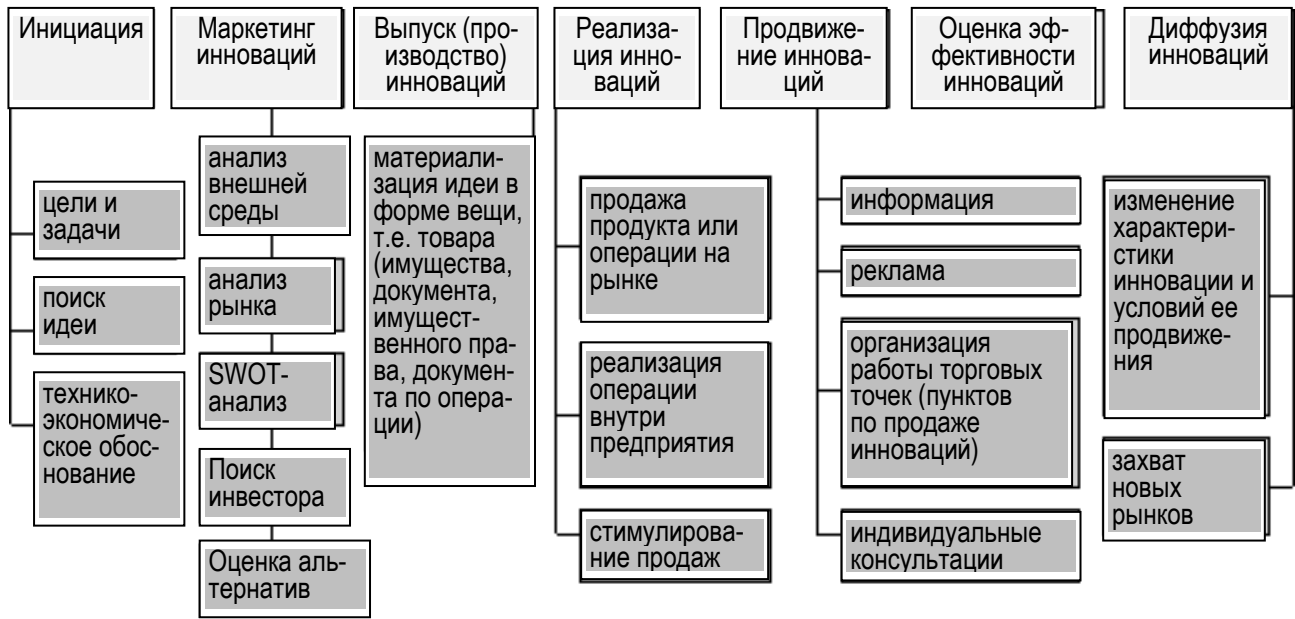 Инициация
Маркетинг
инноваций
Выпуск (про-
изводство)
инноваций
Реализа-
ция инно-
ваций
Продвиже-
ние иннова-
ций
Оценка эф-
фективности
инноваций
Диффузия
инноваций
цели и
задачи
поиск
идеи
технико-
экономиче-
ское обос-
нование
анализ
внешней
среды
анализ
рынка
SWOT-
анализ
Поиск
инвестора
Оценка аль-
тернатив
материали-
зация идеи в
форме вещи,
т.е. товара
(имущества,
документа,
имущест-
венного пра-
ва, докумен-
та по опера-
ции)
продажа
продукта или
операции на
рынке
реализация
операции
внутри
предприятия
стимулирова-
ние продаж
информация
реклама
организация
работы торговых
точек (пунктов
по продаже
инноваций)
индивидуальные
консультации
изменение
характери-
стики
инновации и
условий ее
продвиже-
ния
захват
новых
рынков